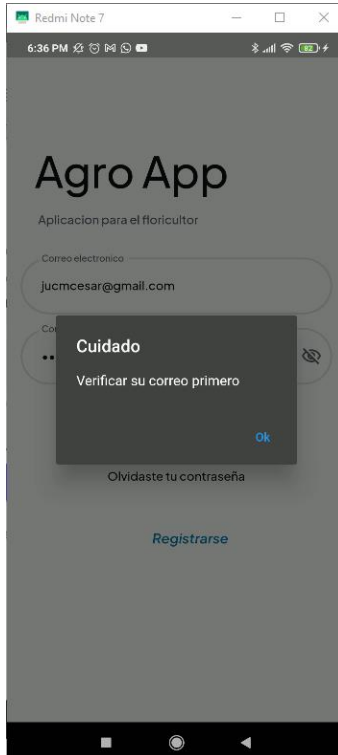 Redmi Note 7
6:36 PM
82
Agro App
Aplicacion para el floricultor
Correo electronico
jucmcesar@gmail.com
Cuidado
Verificar su correo primero
Ok
Olvidaste tu contraseña
Registrarse